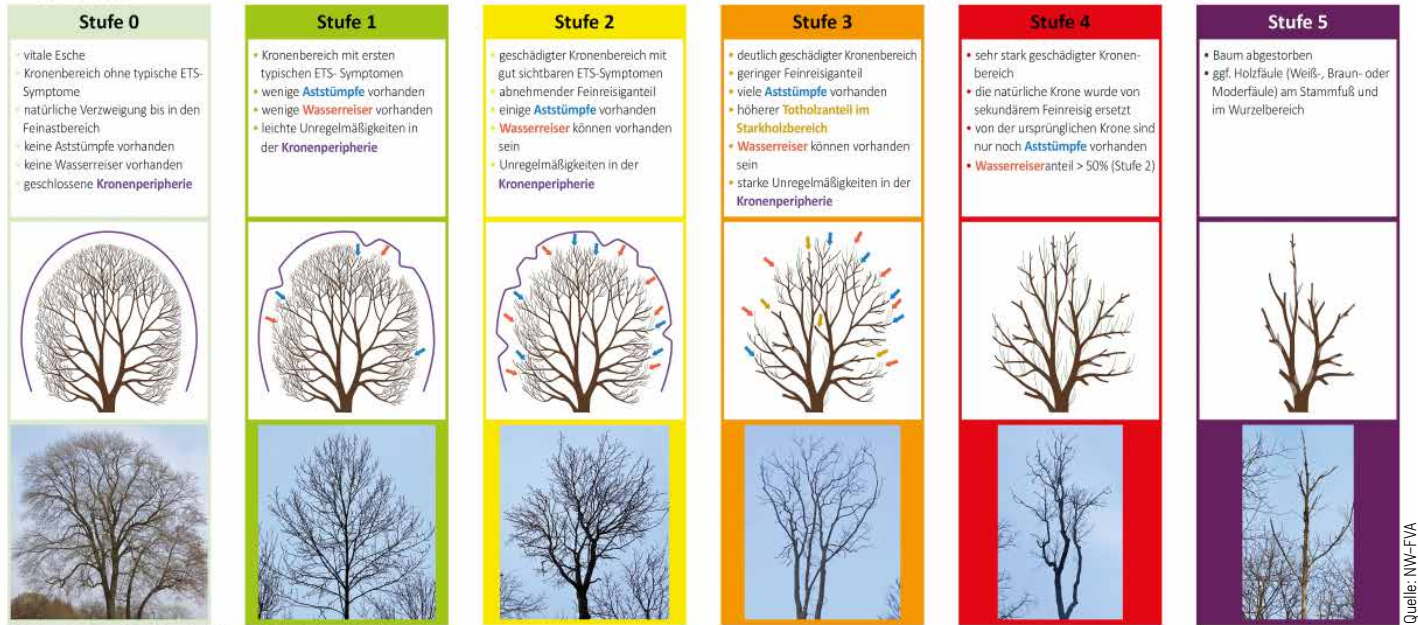 Stufe 0
vitale Esche
Kronenbereich ohne typische ETS-
Symptome
natürliche Verzweigung bis in den
Feinastbereich
keine Aststümpfe vorhanden
keine Wasserreiser vorhanden
geschlossene Kronenperipherie
Stufe 1
• Kronenbereich mit ersten
typischen ETS- Symptomen
• wenige Aststümpfe vorhanden
• wenige Wasserreiser vorhanden
• leichte Unregelmäßigkeiten in
der Kronenperipherie
Stufe 2
geschädigter Kronenbereich mit
gut sichtbaren ETS-Symptomen
abnehmender Feinreisiganteil
einige Aststümpfe vorhanden
Wasserreiser können vorhanden
sein
Unregelmäßigkeiten in der
Kronenperipherie
Stufe 3
• deutlich geschädigter Kronenbereich
• geringer Feinreisiganteil
• viele Aststümpfe vorhanden
• höherer Totholzanteil im
Starkholzbereich
• Wasserreiser können vorhanden
sein
• starke Unregelmäßigkeiten in der
Kronenperipherie
Stufe 4
• sehr stark geschädigter Kronen-
bereich
• die natürliche Krone wurde von
sekundärem Feinreisig ersetzt
• von der ursprünglichen Krone sind
nur noch Aststümpfe vorhanden
• Wasserreiseranteil > 50% (Stufe 2)
Stufe 5
• Baum abgestorben
• ggf. Holzfäule (Weiß-, Braun- oder
Moderfäule) am Stammfuß und
im Wurzelbereich
Quelle: NW–FVA